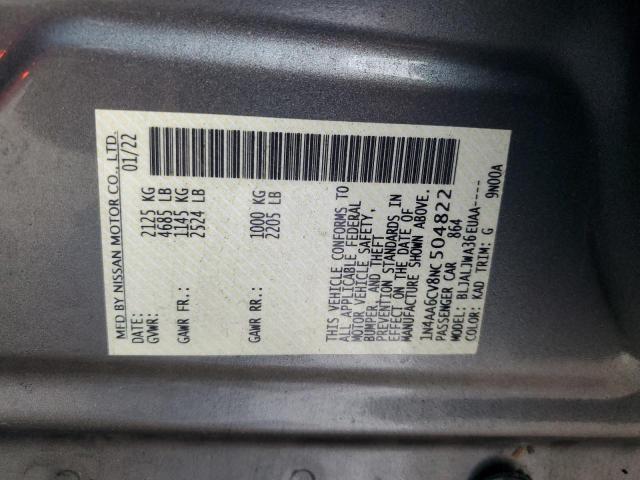 MFD BY NISSAN MOTOR CO., LTD.
DATE: 01/22
GVWR: 2125 KG
4685 LB
GAWR FR: 1145 KG
2524 LB
GAWR RR: 1000 KG
2205 LB
THIS VEHICLE CONFORMS TO
ALL APPLICABLE FEDERAL
MOTOR VEHICLE SAFETY,
BUMPER, AND THEFT
PREVENTION STANDARDS IN
EFFECT ON THE DATE OF
MANUFACTURE SHOWN ABOVE.
1N4AA6CV8NC504822
PASSENGER CAR 864
MODEL: BLJALJWA36EUAA----
COLOR: KAD TRIM: G 9N00A